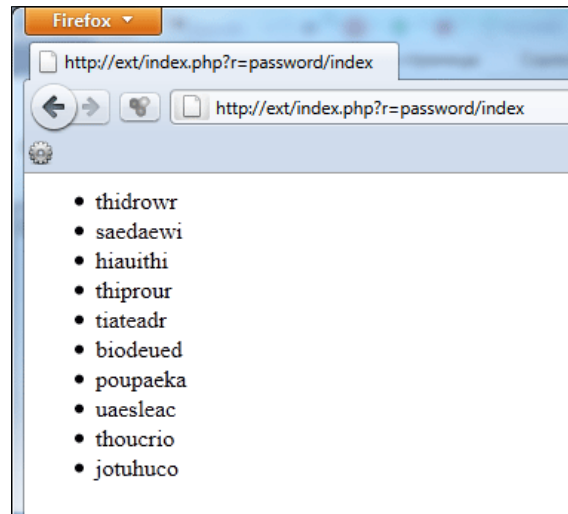 Firefox
http://ext/index.php?r=password/index
http://ext/index.php?r=password/index
thidrowr
saedaewi
hiauithi
thiprour
tiateadr
biodeued
poupaeka
uaesleac
thoucrio
jotuhuco